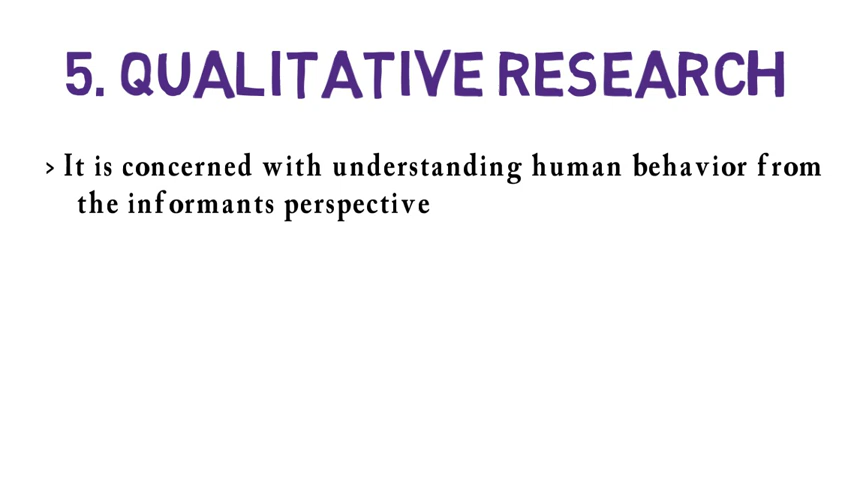 5. QUALITATIVE RESEARCH
> It is concerned with understanding human behavior from
the informants perspective